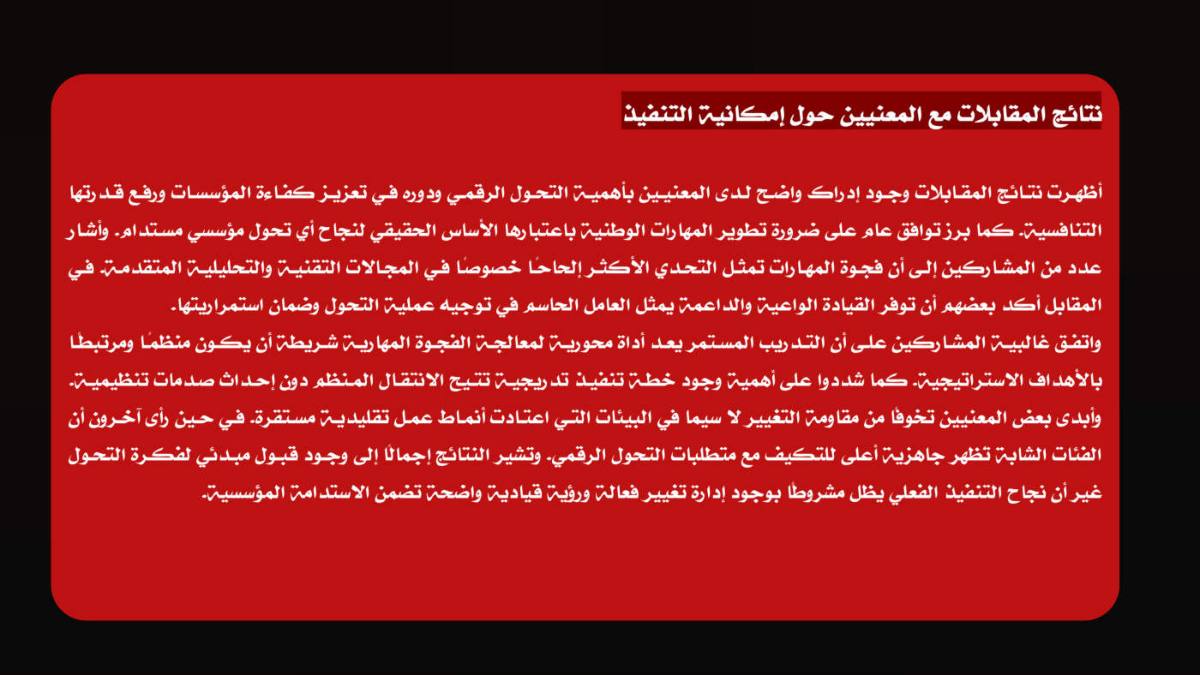 نتائج المقابلات مع المعنيين حول إمكانية التنفيذ
أظهرت نتائج المقابلات وجود إدراك واضح لدى المعنيين بأهمية التحول الرقمي ودوره في تعزيز كفاءة المؤسسات ورفع قدرتها
التنافسية. كما برز توافق عام على ضرورة تطوير المهارات الوطنية باعتبارها الأساس الحقيقي لنجاح أي تحول مؤسسي مستدام. وأشار
عدد من المشاركين إلى أن فجوة المهارات تمثل التحدي الأكثر إلحاحًا خصوصًا في المجالات التقنية والتحليلية المتقدمة. في
المقابل أكد بعضهم أن توفر القيادة الواعية والداعمة يمثل العامل الحاسم في توجيه عملية التحول وضمان استمراريتها.
واتفق غالبية المشاركين على أن التدريب المستمر يعد أداة محورية لمعالجة الفجوة المهارية شريطة أن يكون منظمًا ومرتبطًا
بالأهداف الاستراتيجية. كما شددوا على أهمية وجود خطة تنفيذ تدريجية تتيح الانتقال المنظم دون إحداث صدمات تنظيمية.
وأبدى بعض المعنيين تخوفًا من مقاومة التغيير لا سيما في البيئات التي اعتادت أنماط عمل تقليدية مستقرة. في حين رأى آخرون أن
الفئات الشابة تظهر جاهزية أعلى للتكيف مع متطلبات التحول الرقمي. وتشير النتائج إجمالًا إلى وجود قبول مبدئي لفكرة التحول
غير أن نجاح التنفيذ الفعلي يظل مشروطًا بوجود إدارة تغيير فعالة ورؤية قيادية واضحة تضمن الاستدامة المؤسسية.